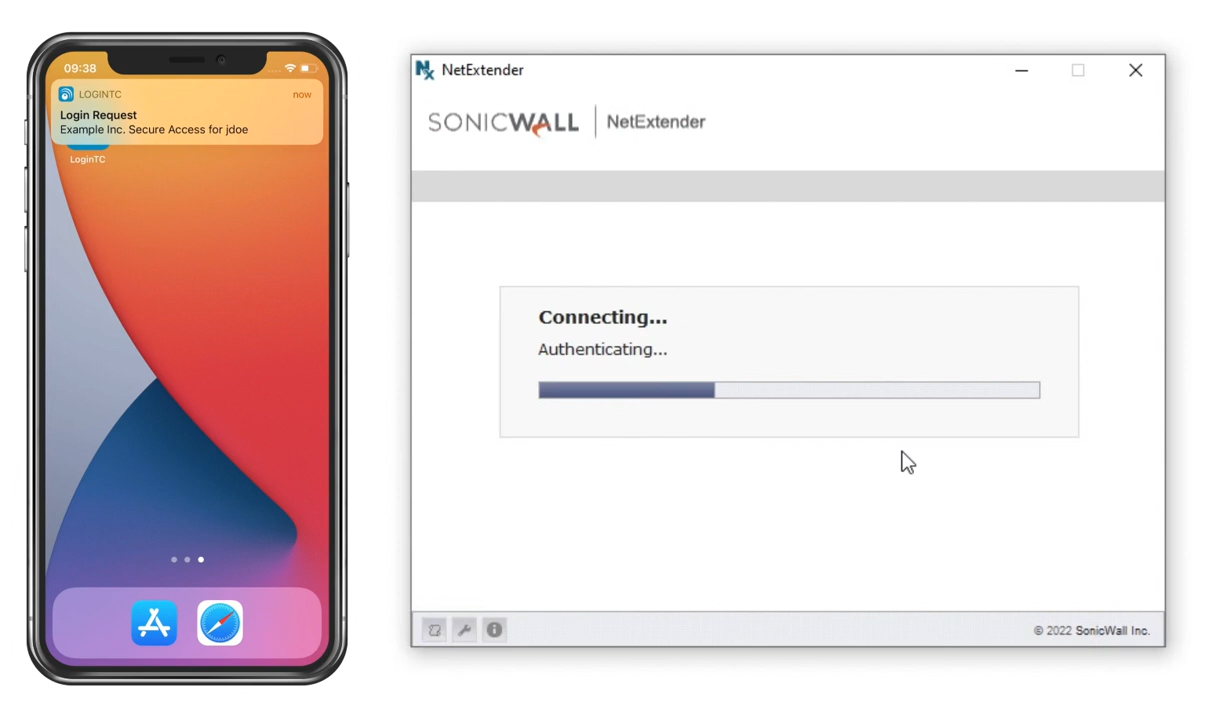 09:38
LOGINTC
now
Login Request
Example Inc. Secure Access for jdoe
LoginTC
NetExtender
SONICWALL NetExtender
Connecting...
Authenticating...
© 2022 SonicWall Inc.